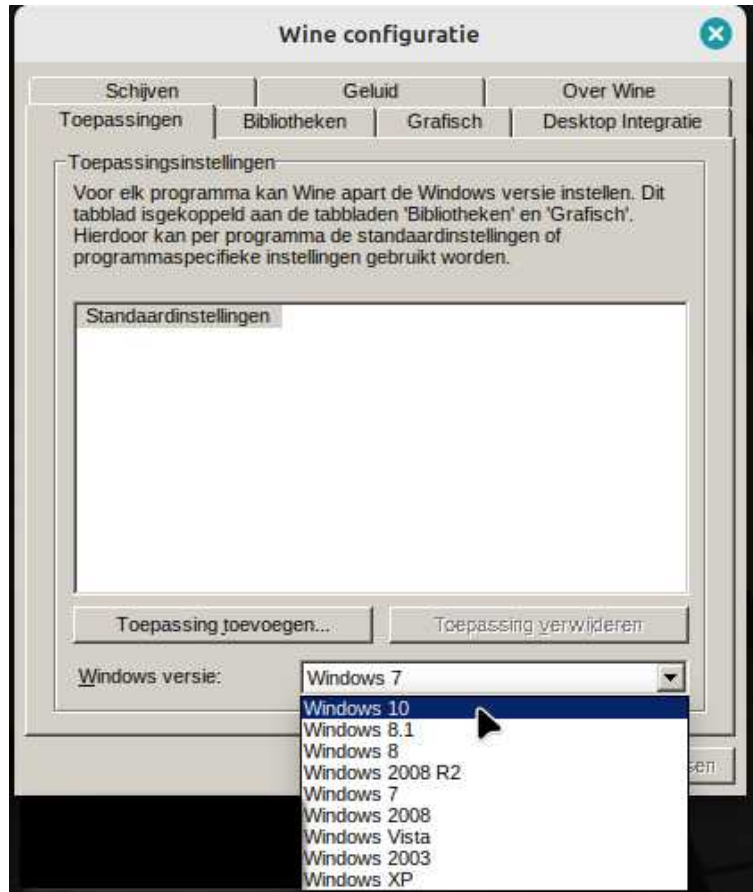 Wine configuratie
Schijven Geluid Over Wine
Toepassingen Bibliotheken Grafisch Desktop Integratie
Toepassingsinstellingen
Voor elk programma kan Wine apart de Windows versie instellen. Dit
tabblad isgekoppeld aan de tabbladen 'Bibliotheken' en 'Grafisch'.
Hierdoor kan per programma de standaardinstellingen of
programmaspecifieke instellingen gebruikt worden.
Standaardinstellingen
Toepassing toevoegen... Toepassing verwijderen
Windows versie: Windows 7
Windows 10
Windows 8.1
Windows 8
Windows 2008 R2
Windows 7
Windows 2008
Windows Vista
Windows 2003
Windows XP